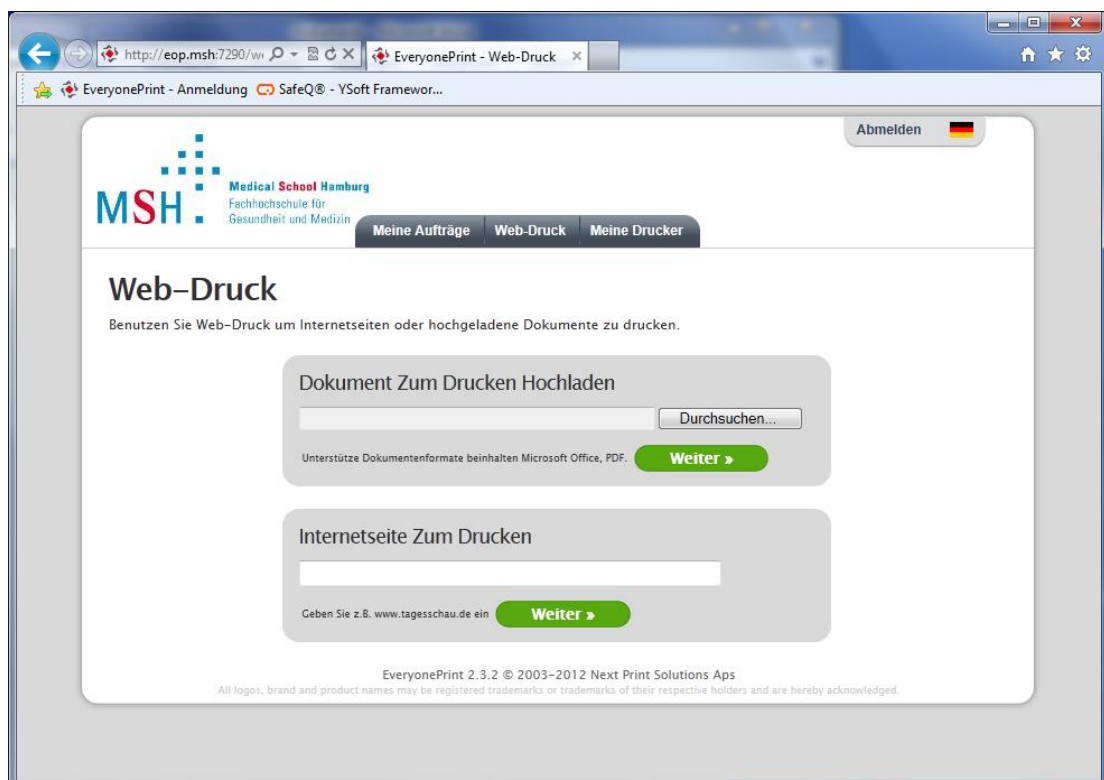 http://eop.msh:7290/w
EveryonePrint - Web-Druck
EveryonePrint - Anmeldung SafeQ® - YSoft Framewor...
Abmelden
MSH
Medical School Hamburg
Fachhochschule für
Gesundheit und Medizin
Meine Aufträge Web-Druck Meine Drucker
Web-Druck
Benutzen Sie Web-Druck um Internetseiten oder hochgeladene Dokumente zu drucken.
Dokument Zum Drucken Hochladen
Durchsuchen...
Unterstütze Dokumentenformate beinhalten Microsoft Office, PDF. Weiter »
Internetseite Zum Drucken
Geben Sie z.B. www.tagesschau.de ein Weiter »
EveryonePrint 2.3.2 © 2003-2012 Next Print Solutions Aps
All logos, brand and product names may be registered trademarks or trademarks of their respective holders and are hereby acknowledged.